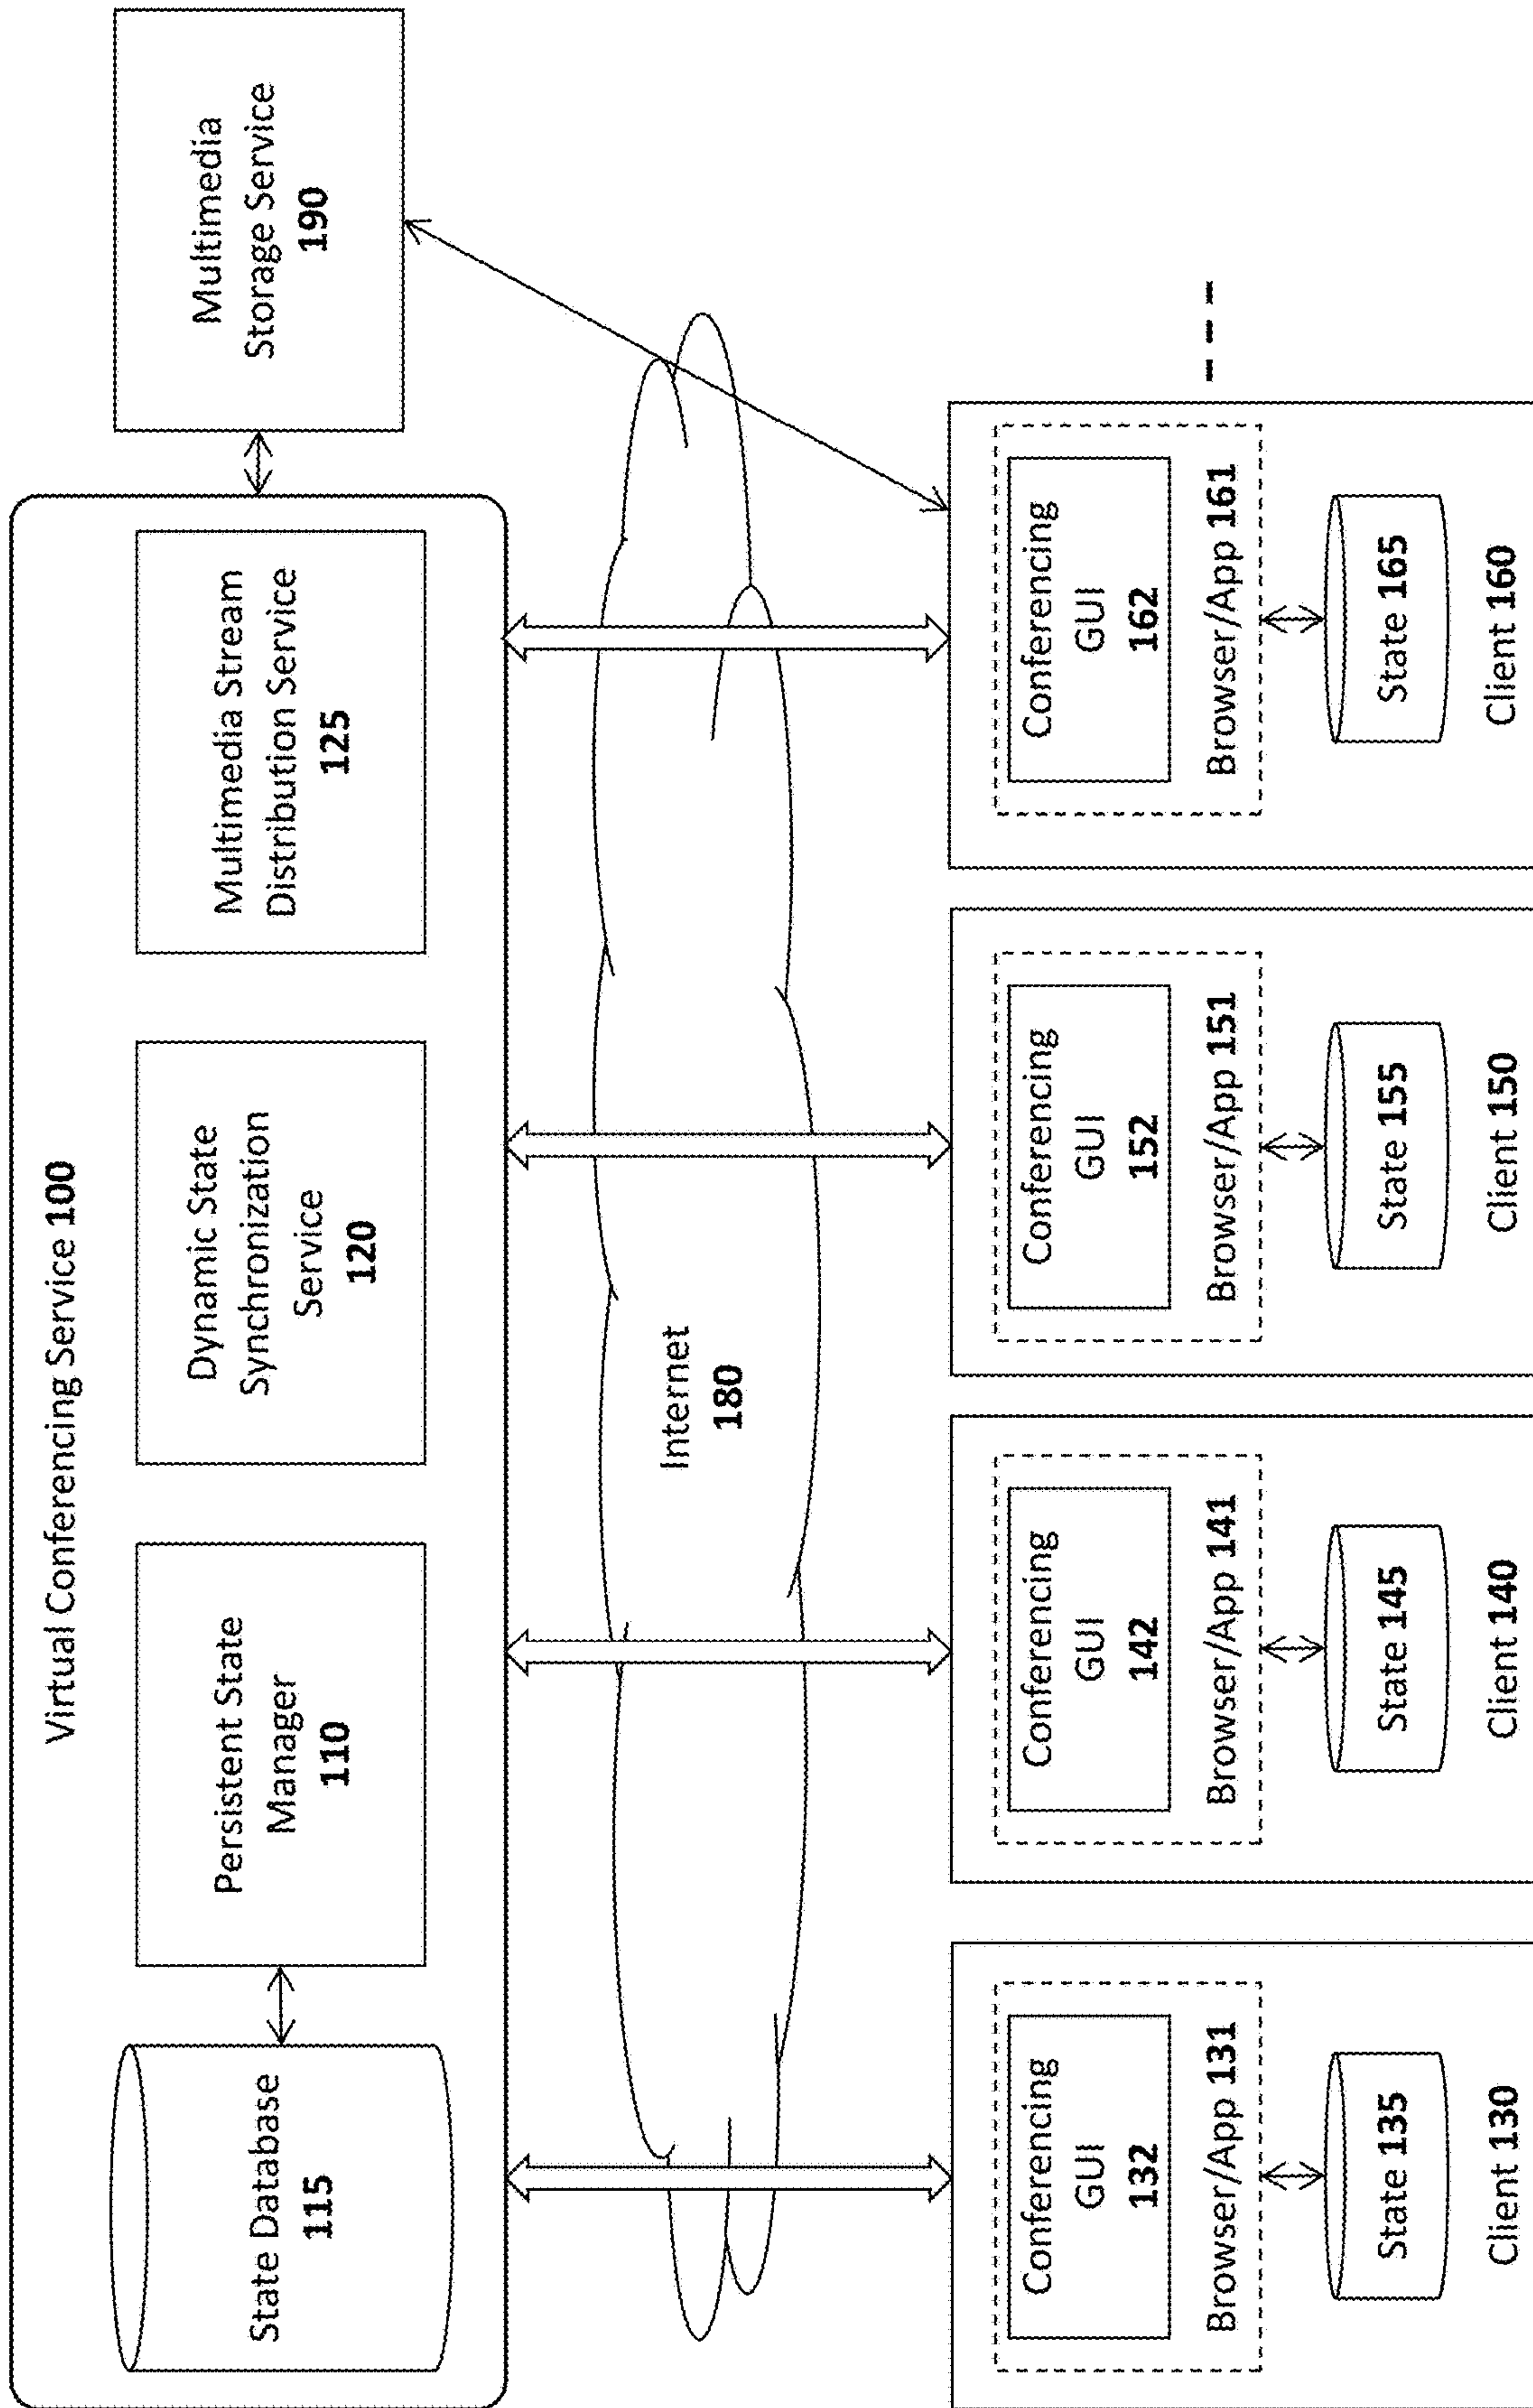 Virtual Conferencing Service 100
State Database
115
Persistent State
Manager
110
Dynamic State
Synchronization
Service
120
Multimedia Stream
Distribution Service
125
Multimedia
Storage Service
190
Internet
180
Conferencing
GUI
132
Browser/App 131
State 135
Client 130
Conferencing
GUI
142
Browser/App 141
State 145
Client 140
Conferencing
GUI
152
Browser/App 151
State 155
Client 150
Conferencing
GUI
162
Browser/App 161
State 165
Client 160